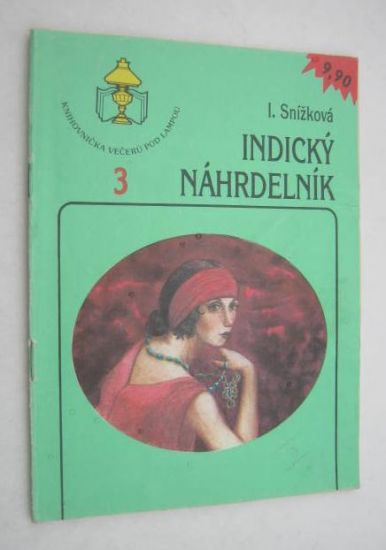 9,90
KNIHOVNIČKA VEČERŮ POD LAMPOU
I. Snížková
INDICKÝ
3
NÁHRDELNÍK